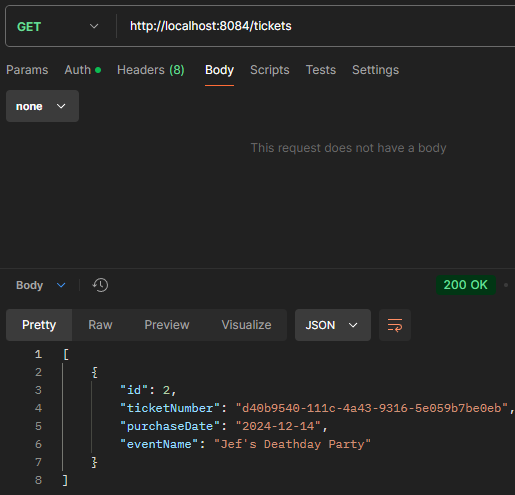 GET http://localhost:8084/tickets
Params Auth Headers (8) Body Scripts Tests Settings
none
This request does not have a body
Body 200 OK
Pretty Raw Preview Visualize JSON
1 [
2 {
3 "id": 2,
4 "ticketNumber": "d40b9540-111c-4a43-9316-5e059b7be0eb",
5 "purchaseDate": "2024-12-14",
6 "eventName": "Jef's Deathday Party"
7 }
8 ]